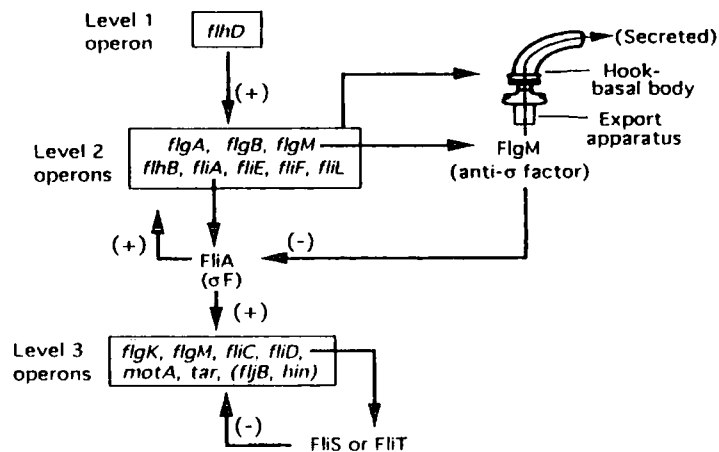 Level 1
operon
flhD
(+)
(Secreted)
Hook-
basal body
Export
apparatus
Level 2
operons
flgA, flgB, flgM
flhB, fliA, fliE, fliF, fliL
FlgM
(anti-σ factor)
(+)
(-)
FliA
(σF)
(+)
Level 3
operons
flgK, flgM, fliC, fliD,
motA, tar, (fljB, hin)
(-)
FliS or FliT